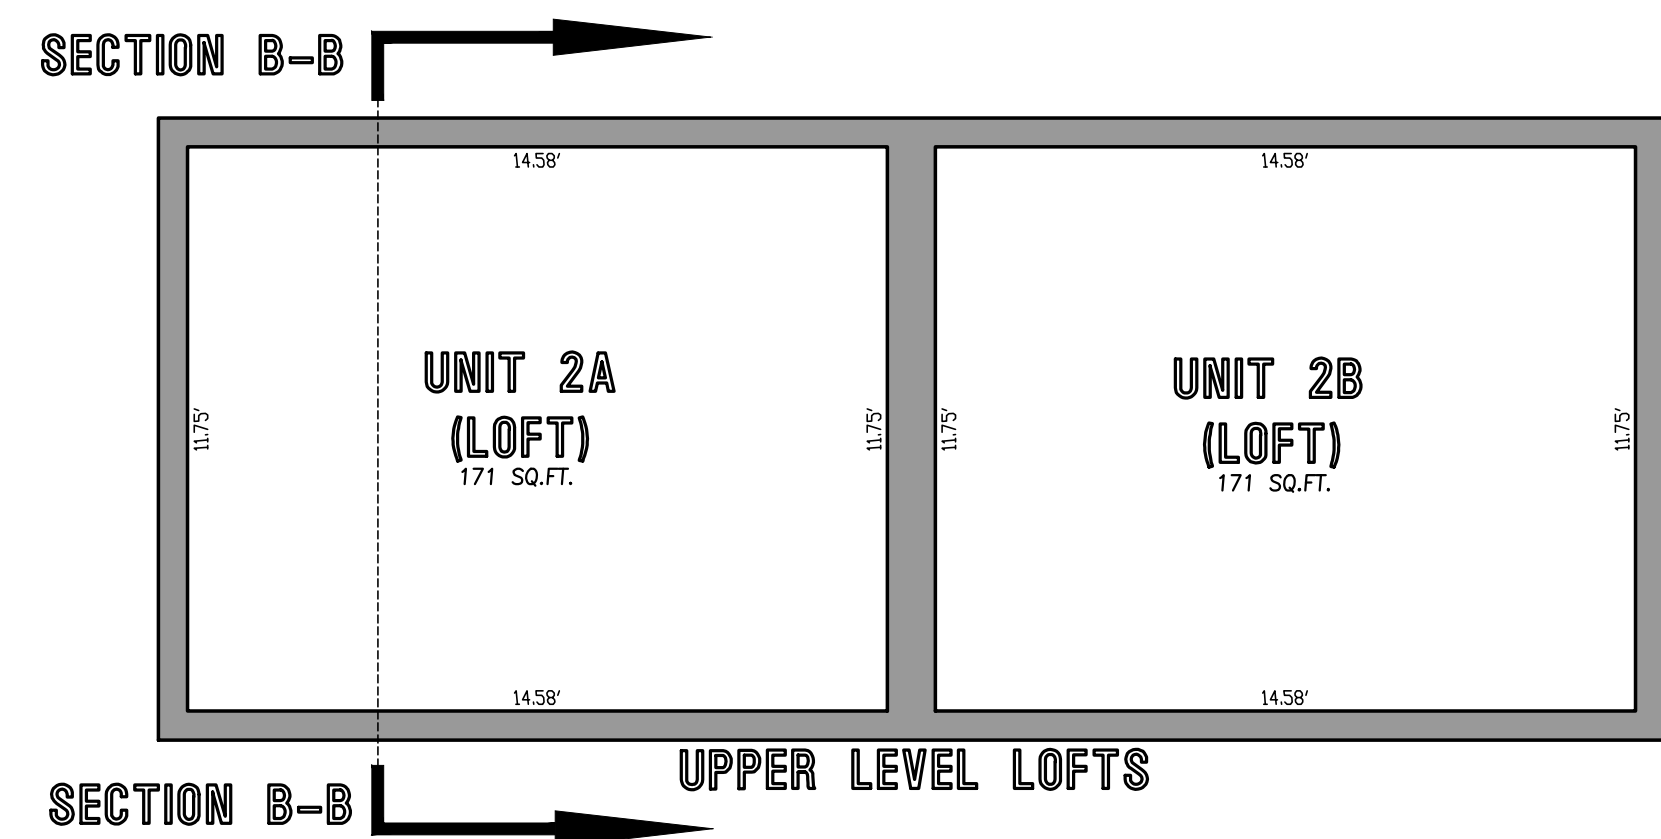 SECTION B-B
14.58'
14.58'
UNIT 2A
(LOFT)
171 SQ.FT.
UNIT 2B
(LOFT)
171 SQ.FT.
11.75'
11.75'
11.75'
11.75'
14.58'
14.58'
UPPER LEVEL LOFTS
SECTION B-B